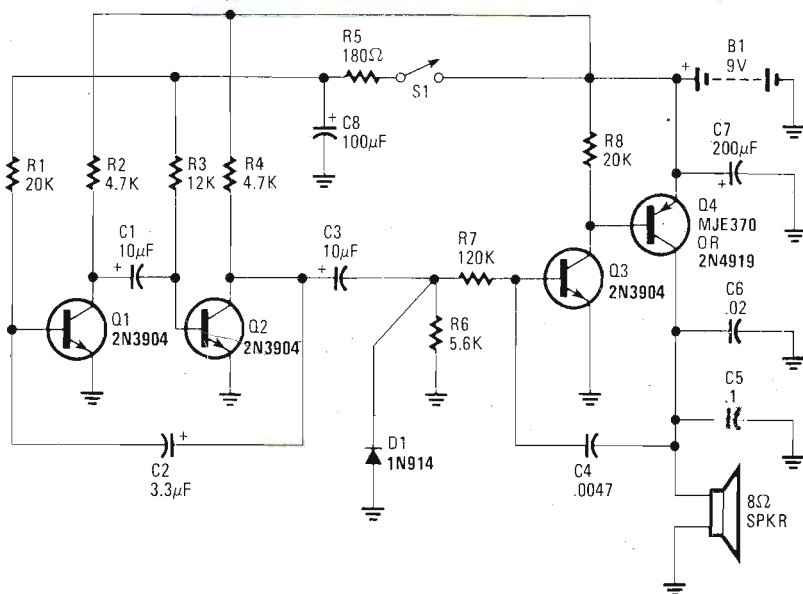 R5
180Ω
S1
B1
9V
+
C8
100µF
+
R1
20K
R2
4.7K
R3
12K
R4
4.7K
R8
20K
C7
200µF
+
C1
10µF
+
C3
10µF
+
R7
120K
Q4
MJE370
OR
2N4919
Q1
2N3904
Q2
2N3904
Q3
2N3904
R6
5.6K
C6
.02
C5
.1
C2
3.3µF
+
D1
1N914
C4
.0047
8Ω
SPKR